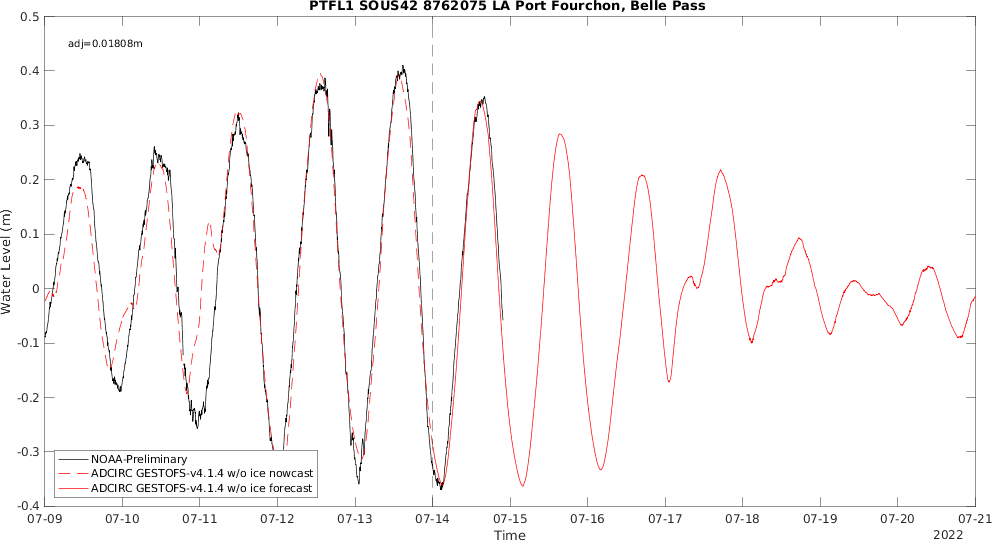 PTFL1 SOUS42 8762075 LA Port Fourchon, Belle Pass
adj=0.01808m
0.5
0.4
0.3
0.2
0.1
0
-0.1
-0.2
-0.3
-0.4
Water Level (m)
NOAA-Preliminary
ADCIRC GESTOFS-v4.1.4 w/o ice nowcast
ADCIRC GESTOFS-v4.1.4 w/o ice forecast
07-09 07-10 07-11 07-12 07-13 07-14 07-15 07-16 07-17 07-18 07-19 07-20 07-21
Time
2022